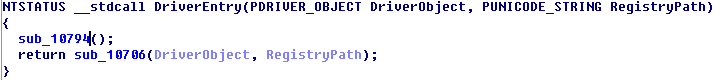 NTSTATUS __stdcall DriverEntry(PDRIVER_OBJECT DriverObject, PUNICODE_STRING RegistryPath)
{
sub_10794();
return sub_10706(DriverObject, RegistryPath);
}